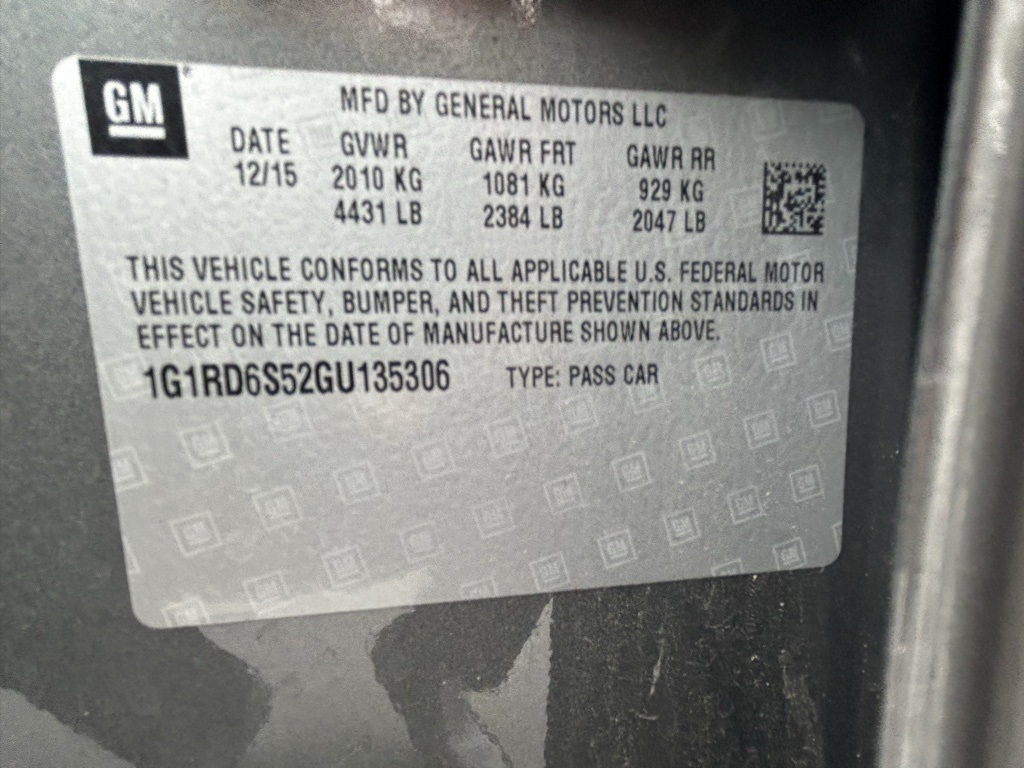 GM
MFD BY GENERAL MOTORS LLC
DATE GVWR GAWR FRT GAWR RR
12/15 2010 KG 1081 KG 929 KG
4431 LB 2384 LB 2047 LB
THIS VEHICLE CONFORMS TO ALL APPLICABLE U.S. FEDERAL MOTOR
VEHICLE SAFETY, BUMPER, AND THEFT PREVENTION STANDARDS IN
EFFECT ON THE DATE OF MANUFACTURE SHOWN ABOVE.
1G1RD6S52GU135306 TYPE: PASS CAR